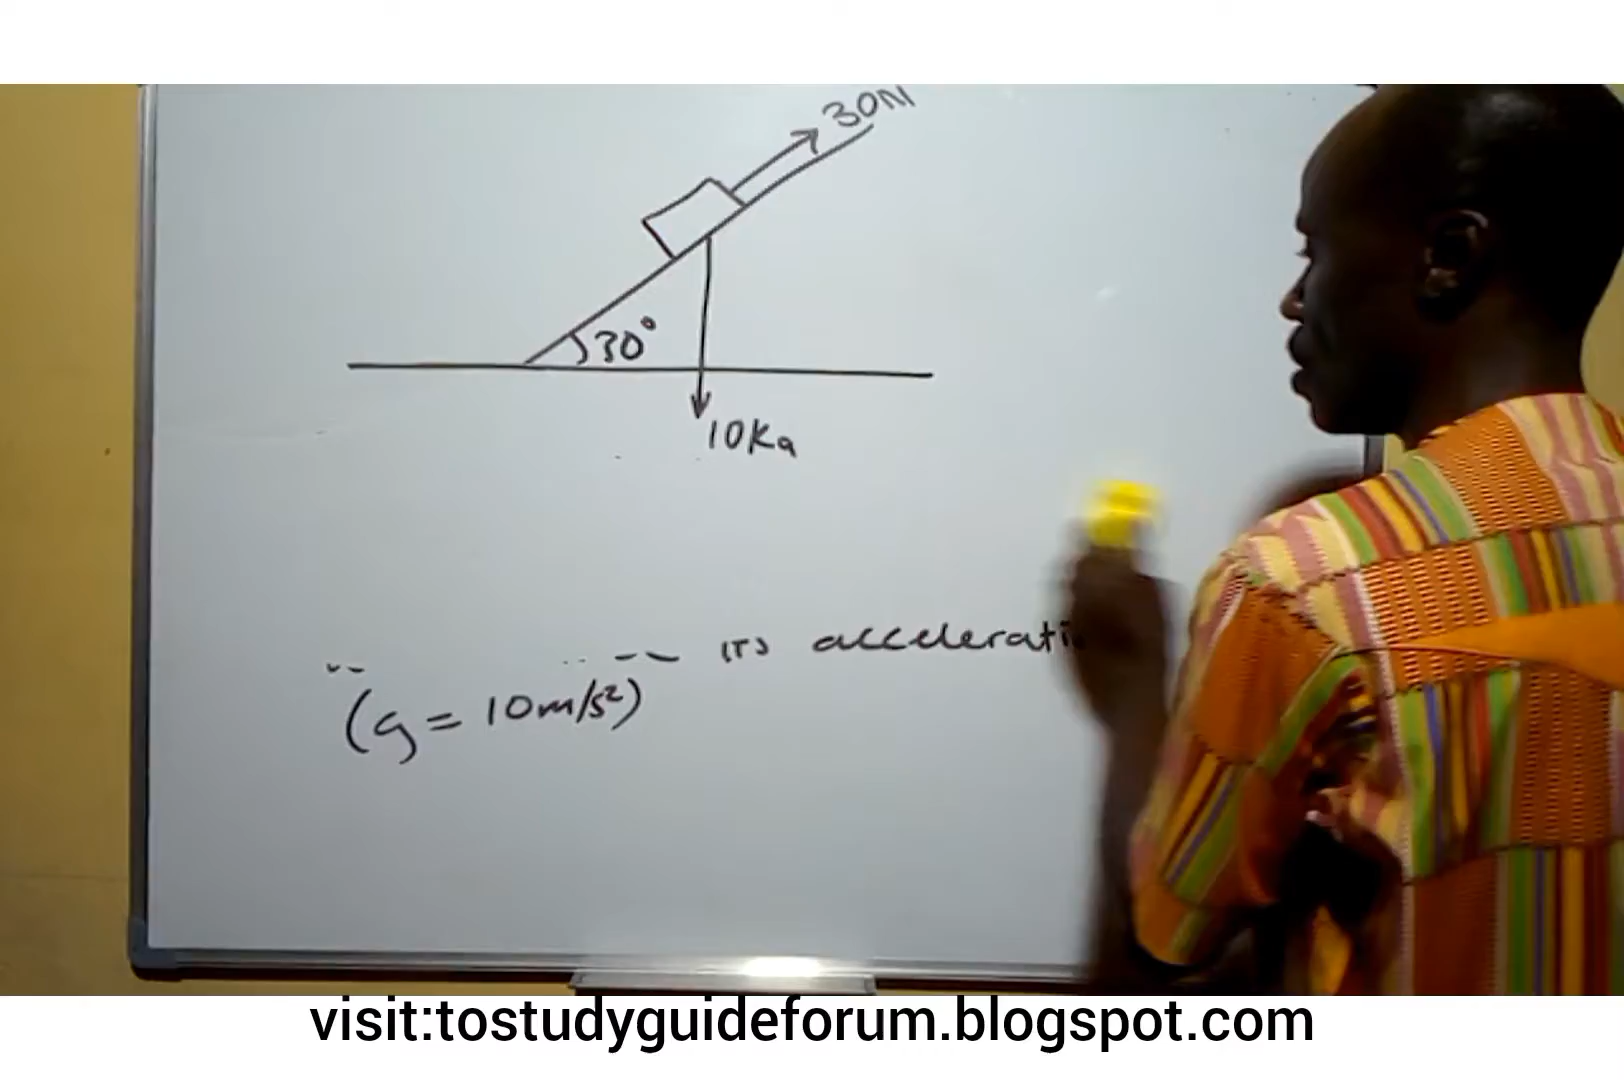 30N
30°
10Kg
ITS accelerati
(g = 10m/s²)
visit:tostudyguideforum.blogspot.com